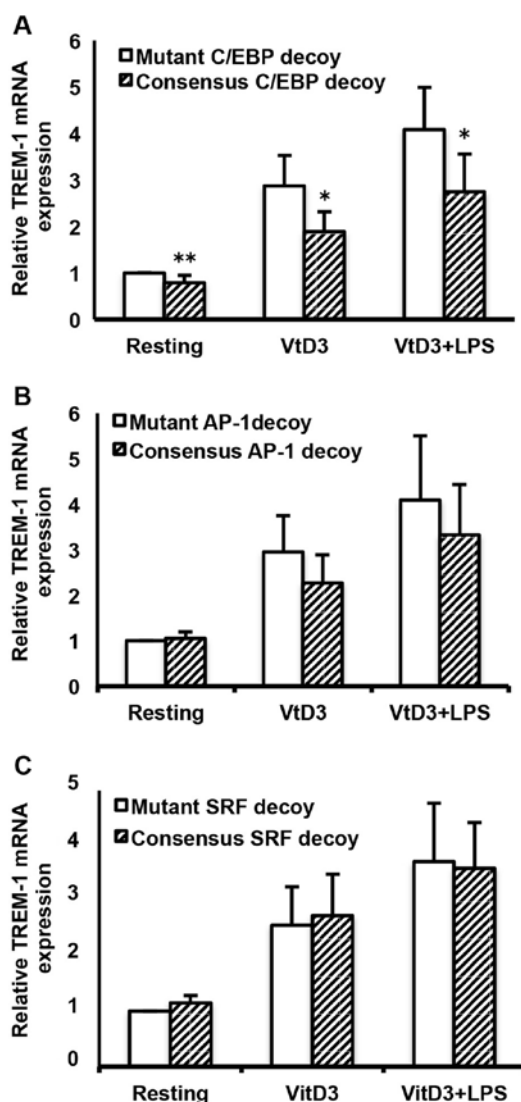 A
Relative TREM-1 mRNA
expression
6
5
4
3
2
1
0
Mutant C/EBP decoy
Consensus C/EBP decoy
**
*
*
Resting VtD3 VtD3+LPS
B
Relative TREM-1 mRNA
expression
6
5
4
3
2
1
0
Mutant AP-1decoy
Consensus AP-1 decoy
Resting VtD3 VtD3+LPS
C
Relative TREM-1 mRNA
expression
5
4
3
2
1
0
Mutant SRF decoy
Consensus SRF decoy
Resting VitD3 VitD3+LPS